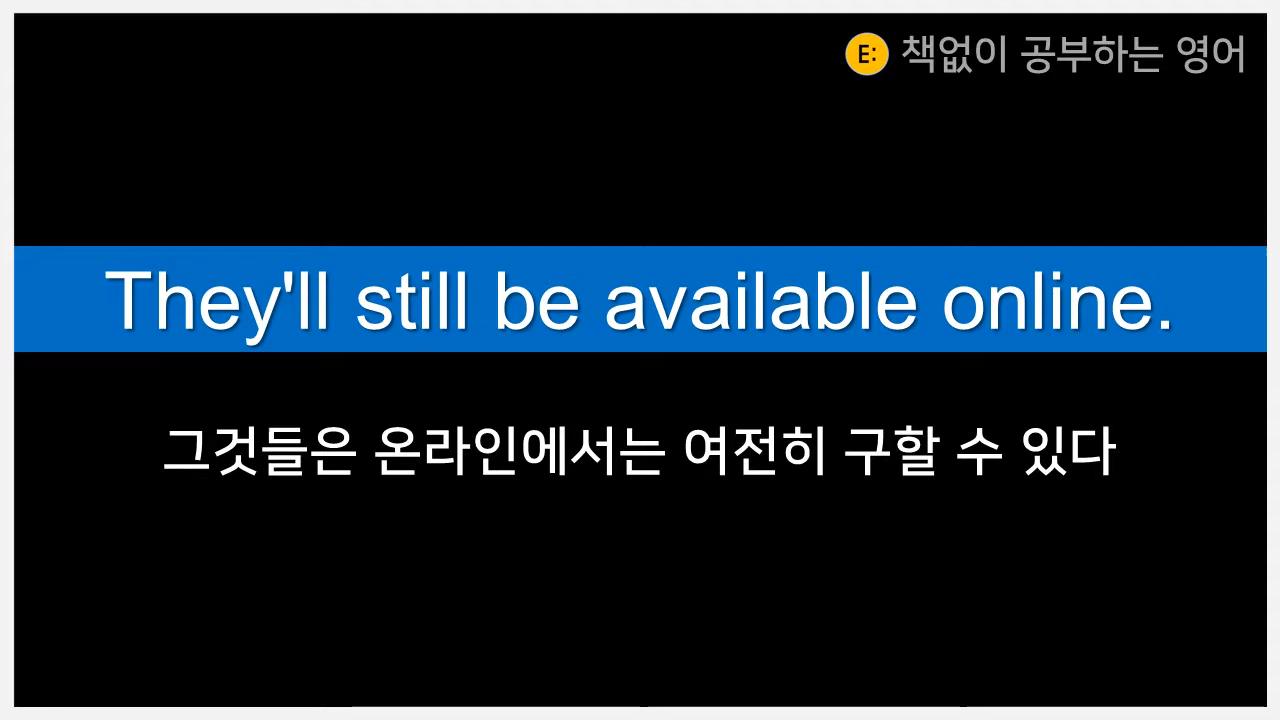 E: 책없이 공부하는 영어
They'll still be available online.
그것들은 온라인에서는 여전히 구할 수 있다